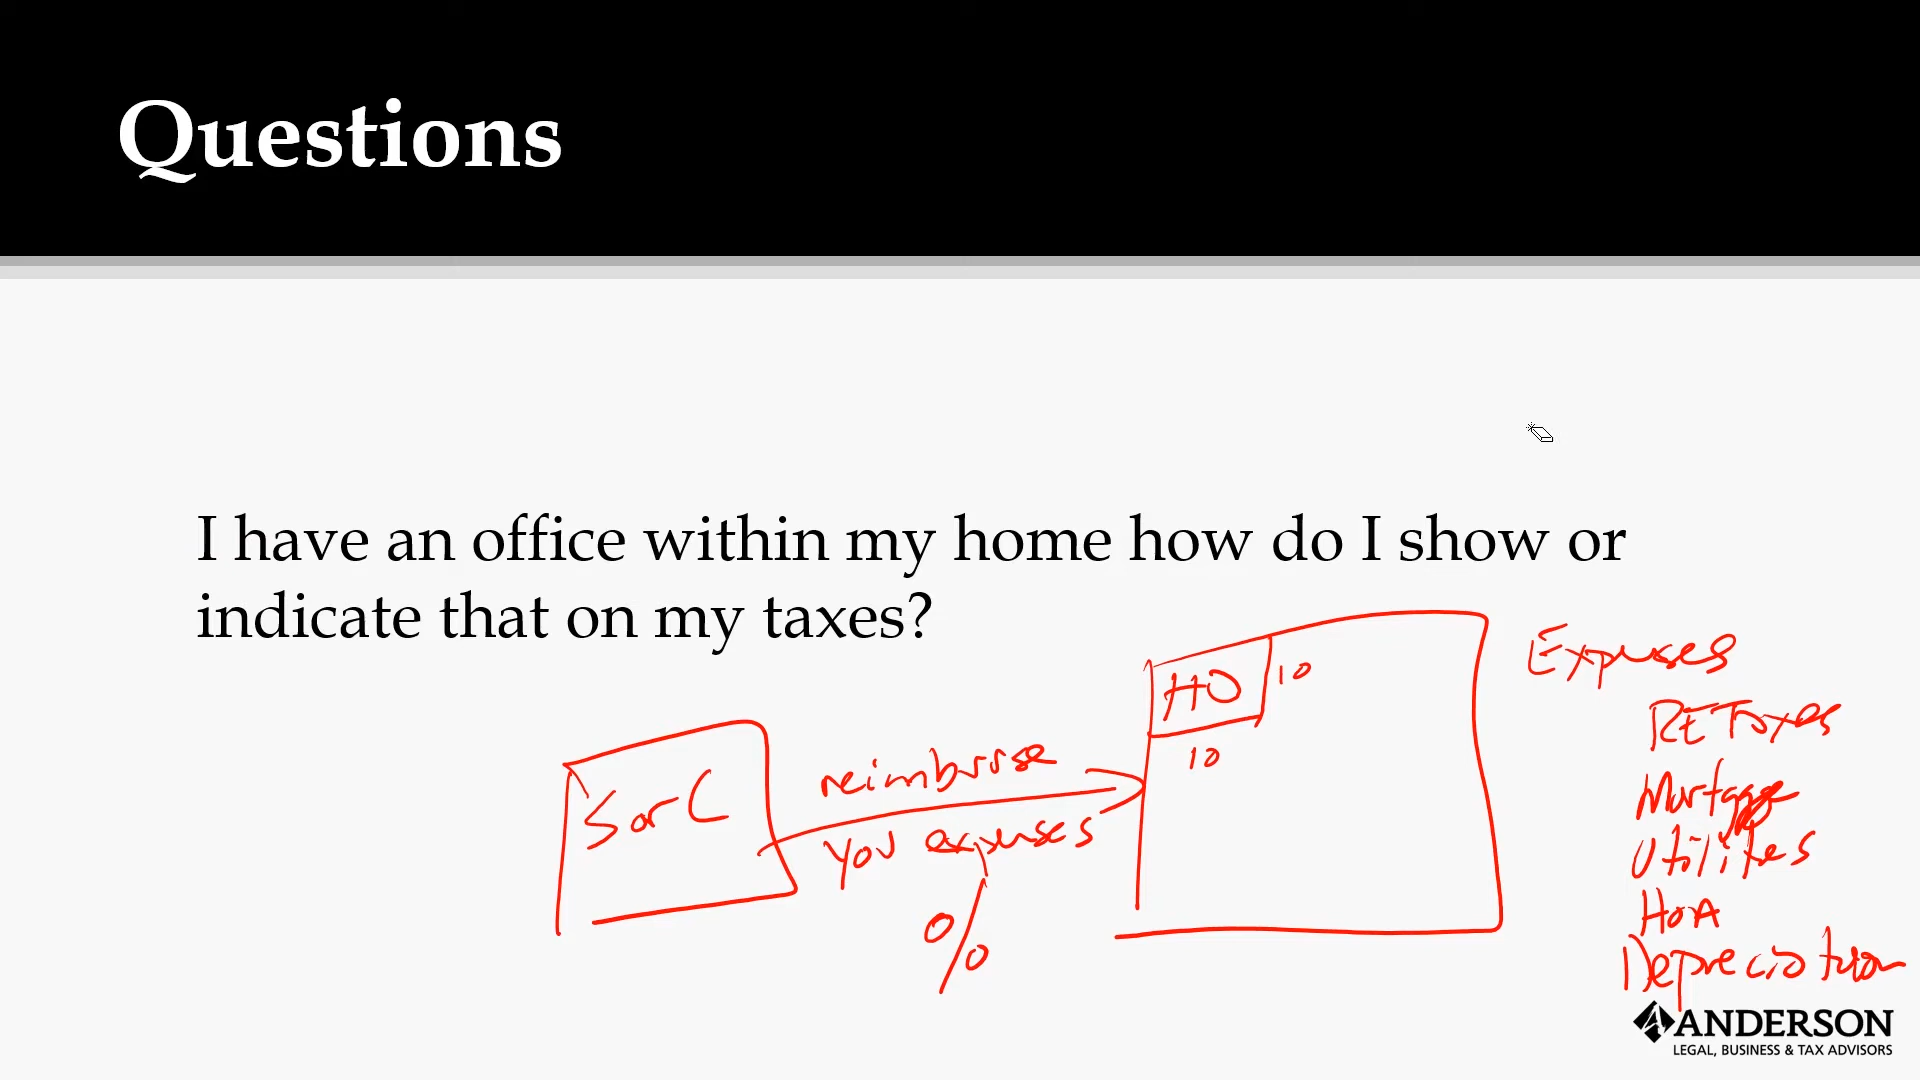 Questions
I have an office within my home how do I show or
indicate that on my taxes?
S or C
reimburse
you expenses
%
HO
10
10
Expenses
RE Taxes
Mortgage
Utilites
HOA
Depreciation
ANDERSON
LEGAL, BUSINESS & TAX ADVISORS